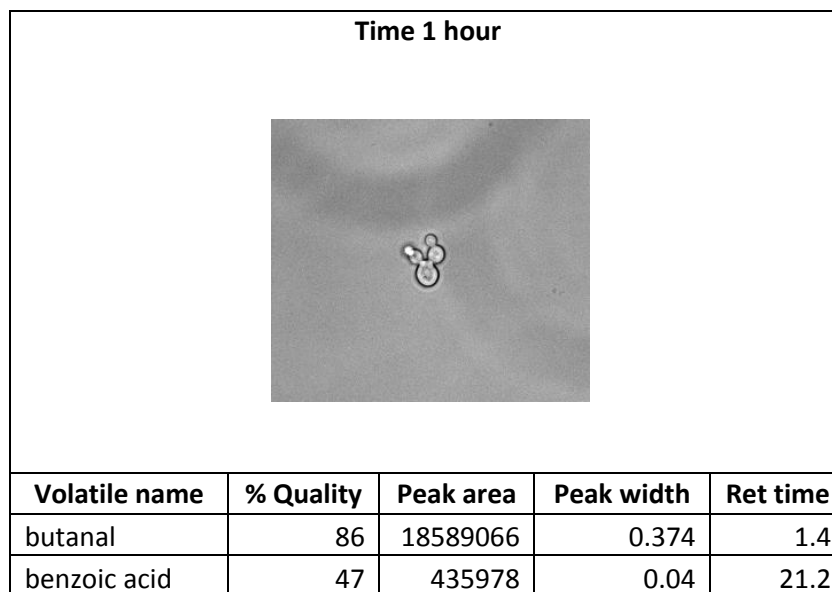 Time 1 hour
Volatile name % Quality Peak area Peak width Ret time
butanal 86 18589066 0.374 1.4
benzoic acid 47 435978 0.04 21.2